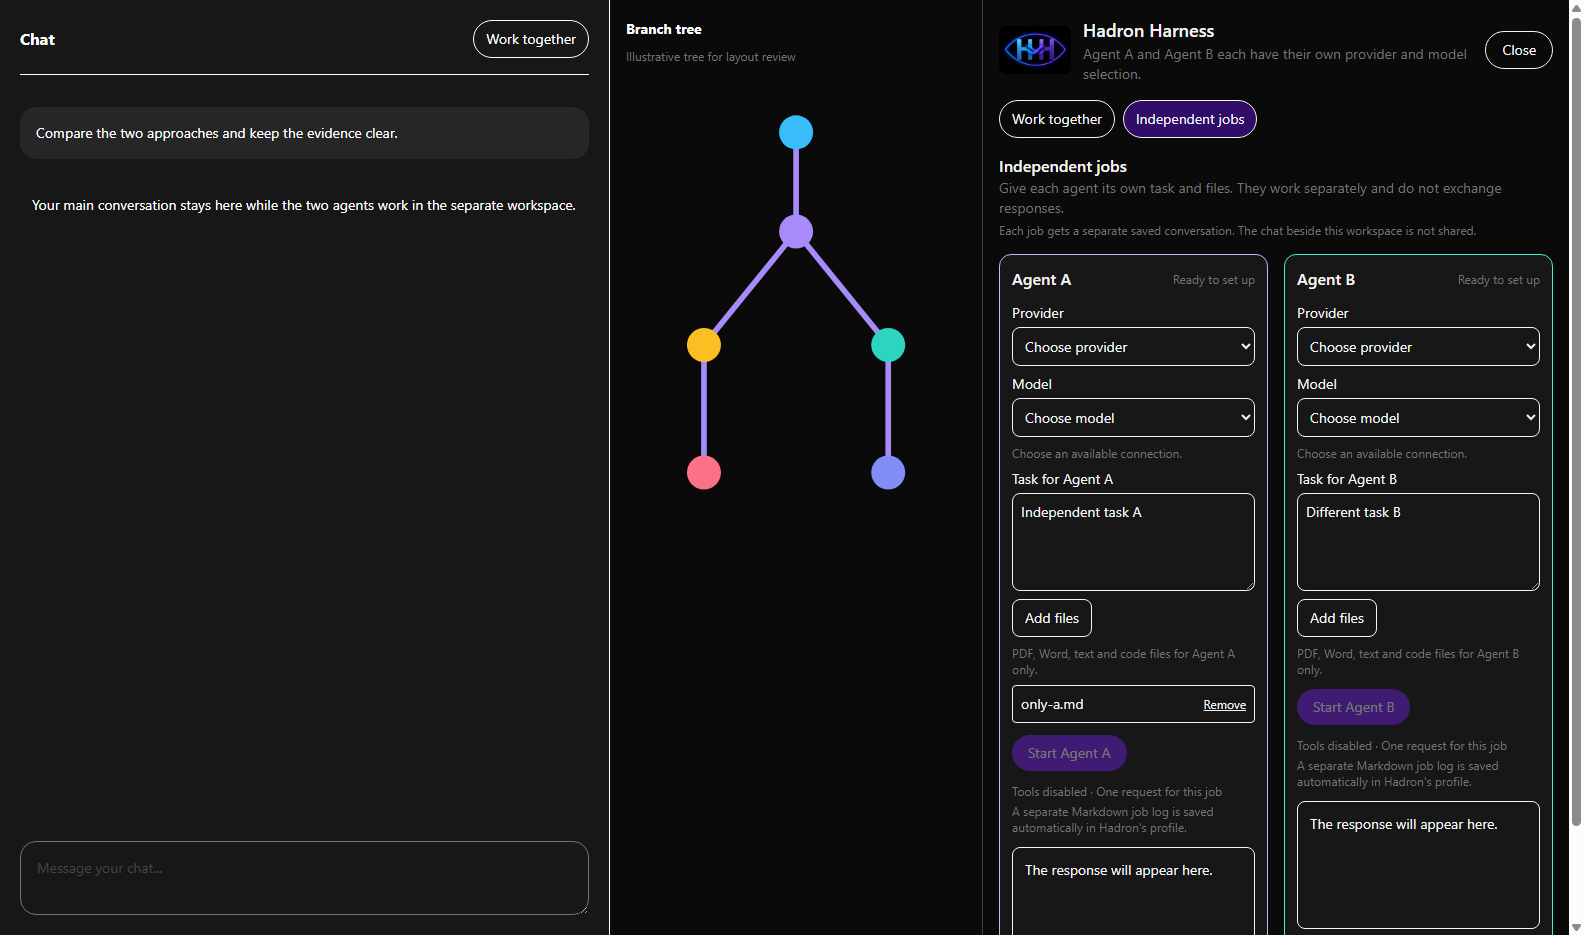 Chat
Work together
Compare the two approaches and keep the evidence clear.
Your main conversation stays here while the two agents work in the separate workspace.
Message your chat...
Branch tree
Illustrative tree for layout review
HH
Hadron Harness
Agent A and Agent B each have their own provider and model
selection.
Close
Work together
Independent jobs
Independent jobs
Give each agent its own task and files. They work separately and do not exchange
responses.
Each job gets a separate saved conversation. The chat beside this workspace is not shared.
Agent A
Ready to set up
Provider
Choose provider
Model
Choose model
Choose an available connection.
Task for Agent A
Independent task A
Add files
PDF, Word, text and code files for Agent A
only.
only-a.md
Remove
Start Agent A
Tools disabled · One request for this job
A separate Markdown job log is saved
automatically in Hadron's profile.
The response will appear here.
Agent B
Ready to set up
Provider
Choose provider
Model
Choose model
Choose an available connection.
Task for Agent B
Different task B
Add files
PDF, Word, text and code files for Agent B
only.
Start Agent B
Tools disabled · One request for this job
A separate Markdown job log is saved
automatically in Hadron's profile.
The response will appear here.